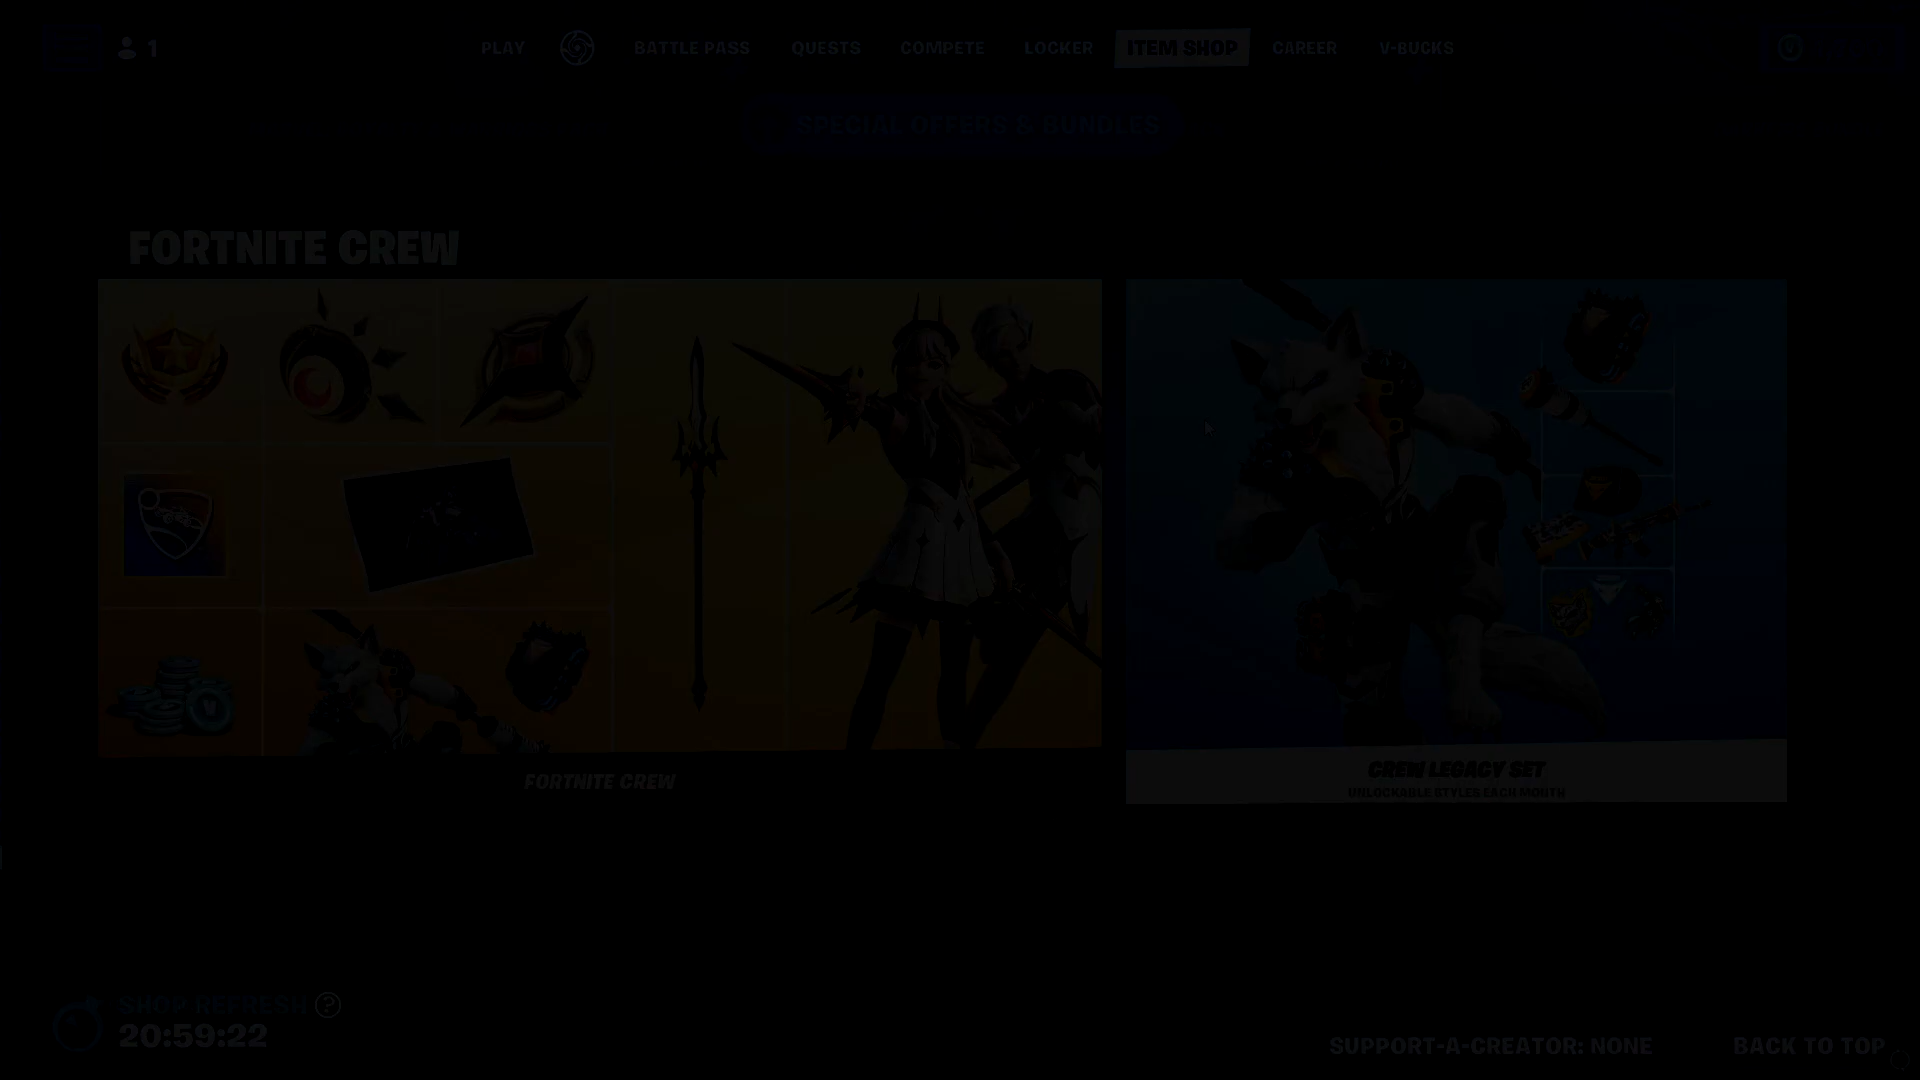 1
PLAY
BATTLE PASS
QUESTS
COMPETE
LOCKER
ITEM SHOP
CAREER
V-BUCKS
SPECIAL OFFERS & BUNDLES
FORTNITE CREW
FORTNITE CREW
CREW LEGACY SET
UNLOCKABLE STYLES EACH MONTH
SHOP REFRESH ?
20:59:22
SUPPORT-A-CREATOR: NONE
BACK TO TOP